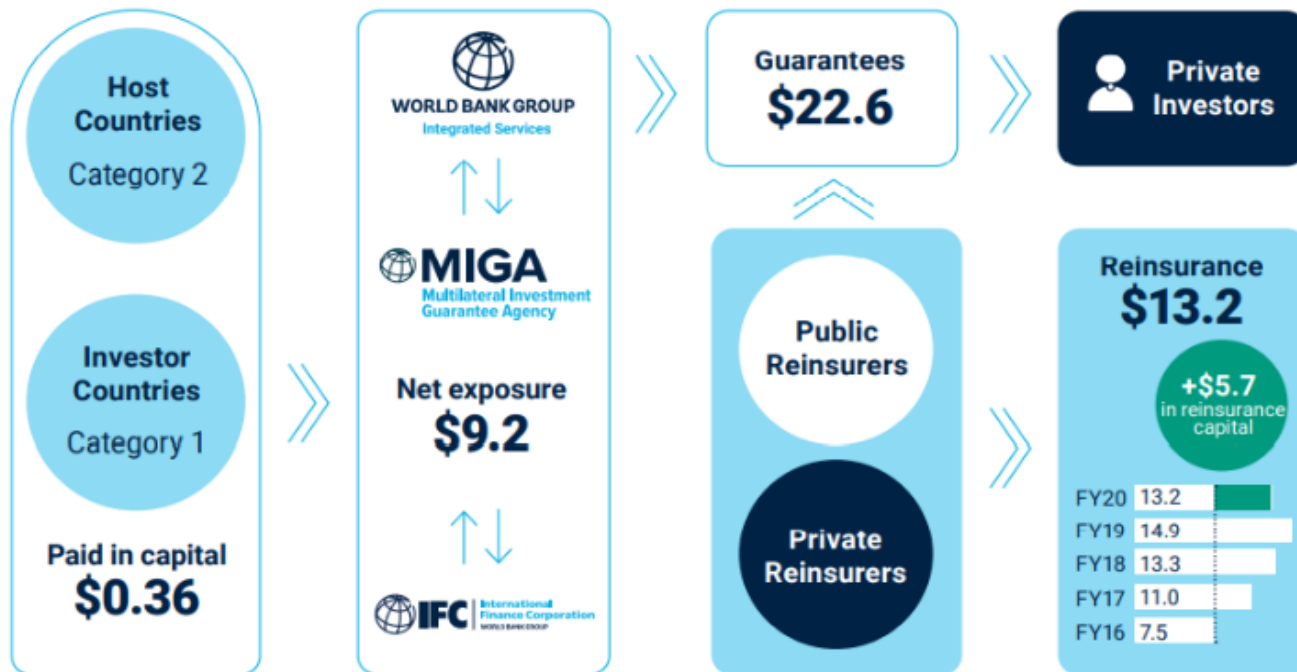 Host
Countries
Category 2
Investor
Countries
Category 1
Paid in capital
$0.36
WORLD BANK GROUP
Integrated Services
MIGA
Multilateral Investment
Guarantee Agency
Net exposure
$9.2
IFC
International
Finance Corporation
WORLD BANK GROUP
Guarantees
$22.6
Public
Reinsurers
Private
Reinsurers
Private
Investors
Reinsurance
$13.2
+$5.7
in reinsurance
capital
FY20 13.2
FY19 14.9
FY18 13.3
FY17 11.0
FY16 7.5